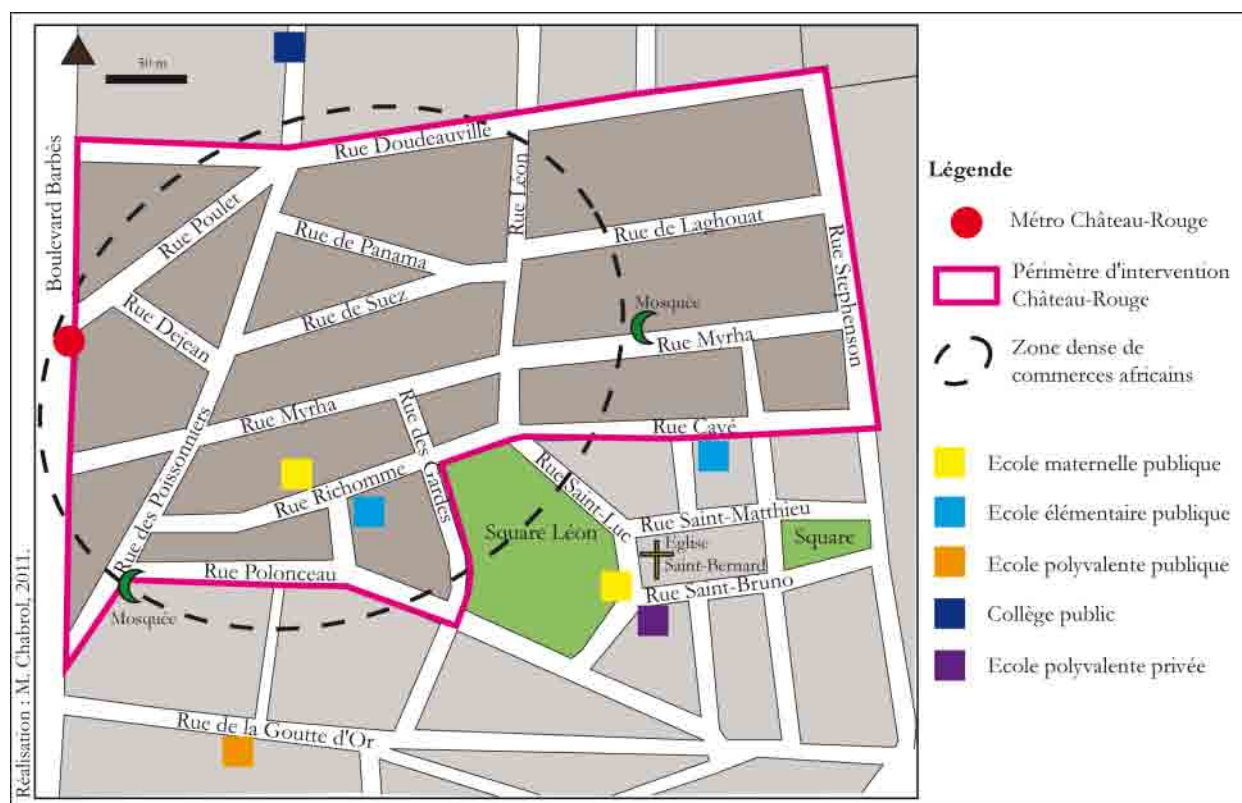 50 m
Boulevard Barbès
Rue Doudeauville
Rue Poulet
Rue Léon
Rue de Panama
Rue de Laghouat
Rue Stephenson
Rue de Suez
Rue Dejean
Mosquée
Rue Myrha
Rue Myrha
Rue des Poissonniers
Rue des Gardes
Rue Cavé
Rue Richomme
Rue Saint-Luc
Rue Saint-Matthieu
Square Léon
Eglise
Saint-Bernard
Square
Rue Polonceau
Rue Saint-Bruno
Mosquée
Rue de la Goutte d'Or
Réalisation : M. Chabrol, 2011.
Légende
Métro Château-Rouge
Périmètre d'intervention
Château-Rouge
Zone dense de
commerces africains
Ecole maternelle publique
Ecole élémentaire publique
Ecole polyvalente publique
Collège public
Ecole polyvalente privée